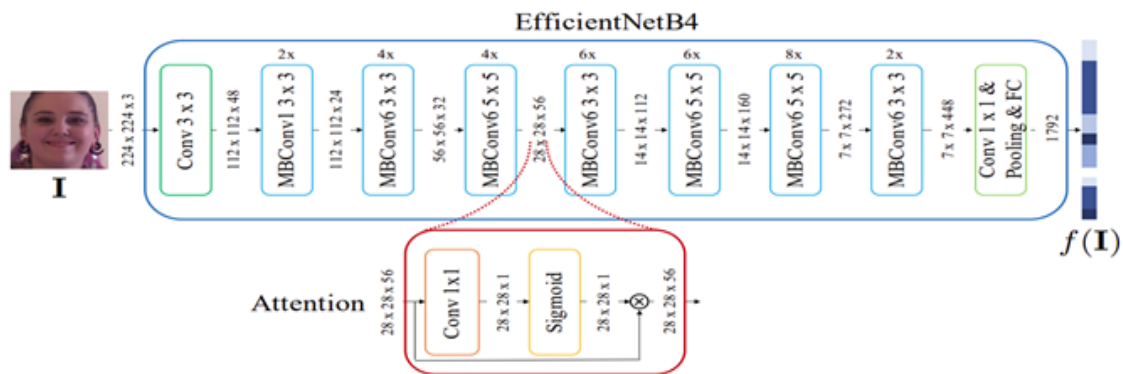 EfficientNetB4
2x
4x
4x
6x
6x
8x
2x
224 x 224 x 3
Conv 3 x 3
112 x 112 x 48
MBConv1 3 x 3
112 x 112 x 24
MBConv6 3 x 3
56 x 56 x 32
MBConv6 5 x 5
28 x 28 x 56
MBConv6 3 x 3
14 x 14 x 112
MBConv6 5 x 5
14 x 14 x 160
MBConv6 5 x 5
7 x 7 x 272
MBConv6 3 x 3
7 x 7 x 448
Conv 1 x 1 &
Pooling & FC
1792
I
f(I)
Attention
28 x 28 x 56
Conv 1x1
28 x 28 x 1
Sigmoid
28 x 28 x 1
28 x 28 x 56